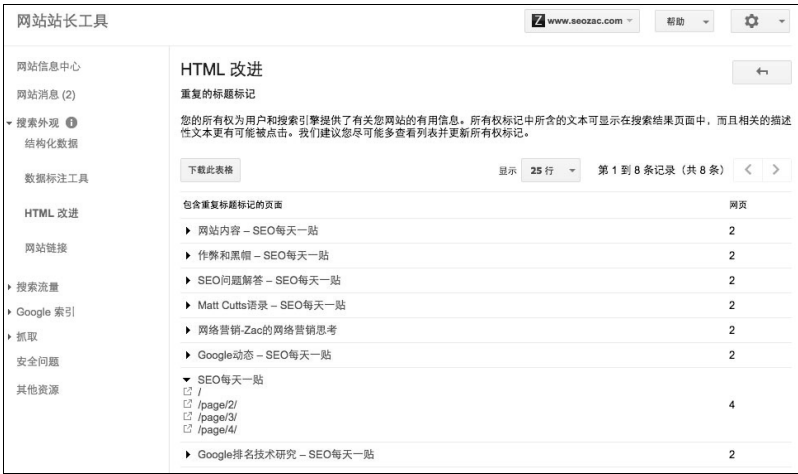 网站站长工具
www.seozac.com
帮助
网站信息中心
网站消息 (2)
搜索外观
结构化数据
数据标注工具
HTML 改进
网站链接
搜索流量
Google 索引
抓取
安全问题
其他资源
HTML 改进
重复的标题标记
您的所有权为用户和搜索引擎提供了有关您网站的有用信息。所有权标记中所含的文本可显示在搜索结果页面中，而且相关的描述
性文本更有可能被点击。我们建议您尽可能多查看列表并更新所有权标记。
下载此表格
显示 25 行 第 1 到 8 条记录（共 8 条）
包含重复标题标记的页面 网页
网站内容 – SEO每天一贴 2
作弊和黑帽 – SEO每天一贴 2
SEO问题解答 – SEO每天一贴 2
Matt Cutts语录 – SEO每天一贴 2
网络营销-Zac的网络营销思考 2
Google动态 – SEO每天一贴 2
SEO每天一贴 4
/
/page/2/
/page/3/
/page/4/
Google排名技术研究 – SEO每天一贴 2